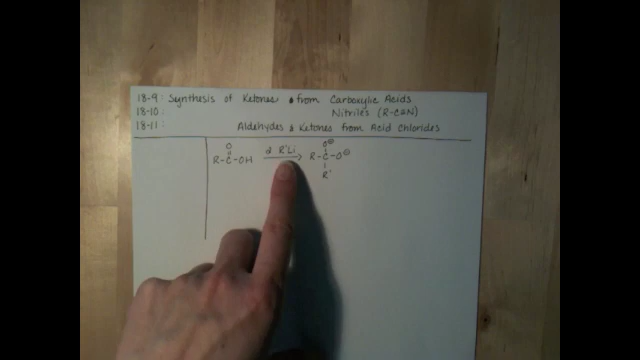 18-9: Synthesis of Ketones from Carboxylic Acids
18-10: Nitriles (R-C≡N)
18-11: Aldehydes & Ketones from Acid Chlorides
O O⊖
R-C-OH 2 R'Li R-C-O⊖
R'